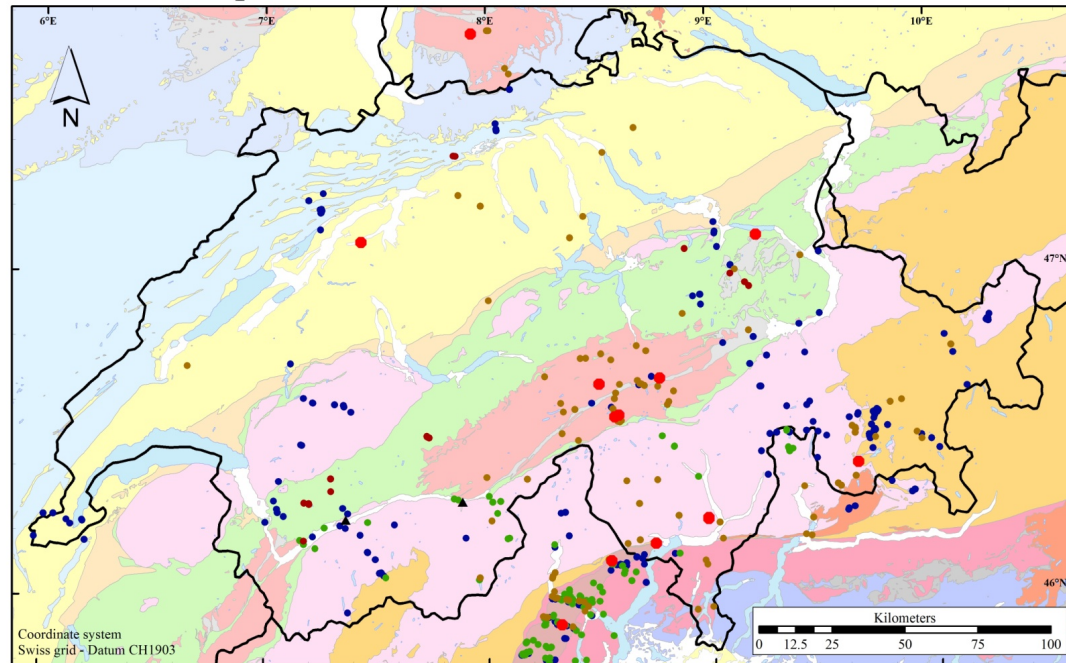 6°E 7°E 8°E 9°E 10°E
N
47°N
46°N
Kilometers
0 12.5 25 50 75 100
Coordinate system
Swiss grid - Datum CH1903